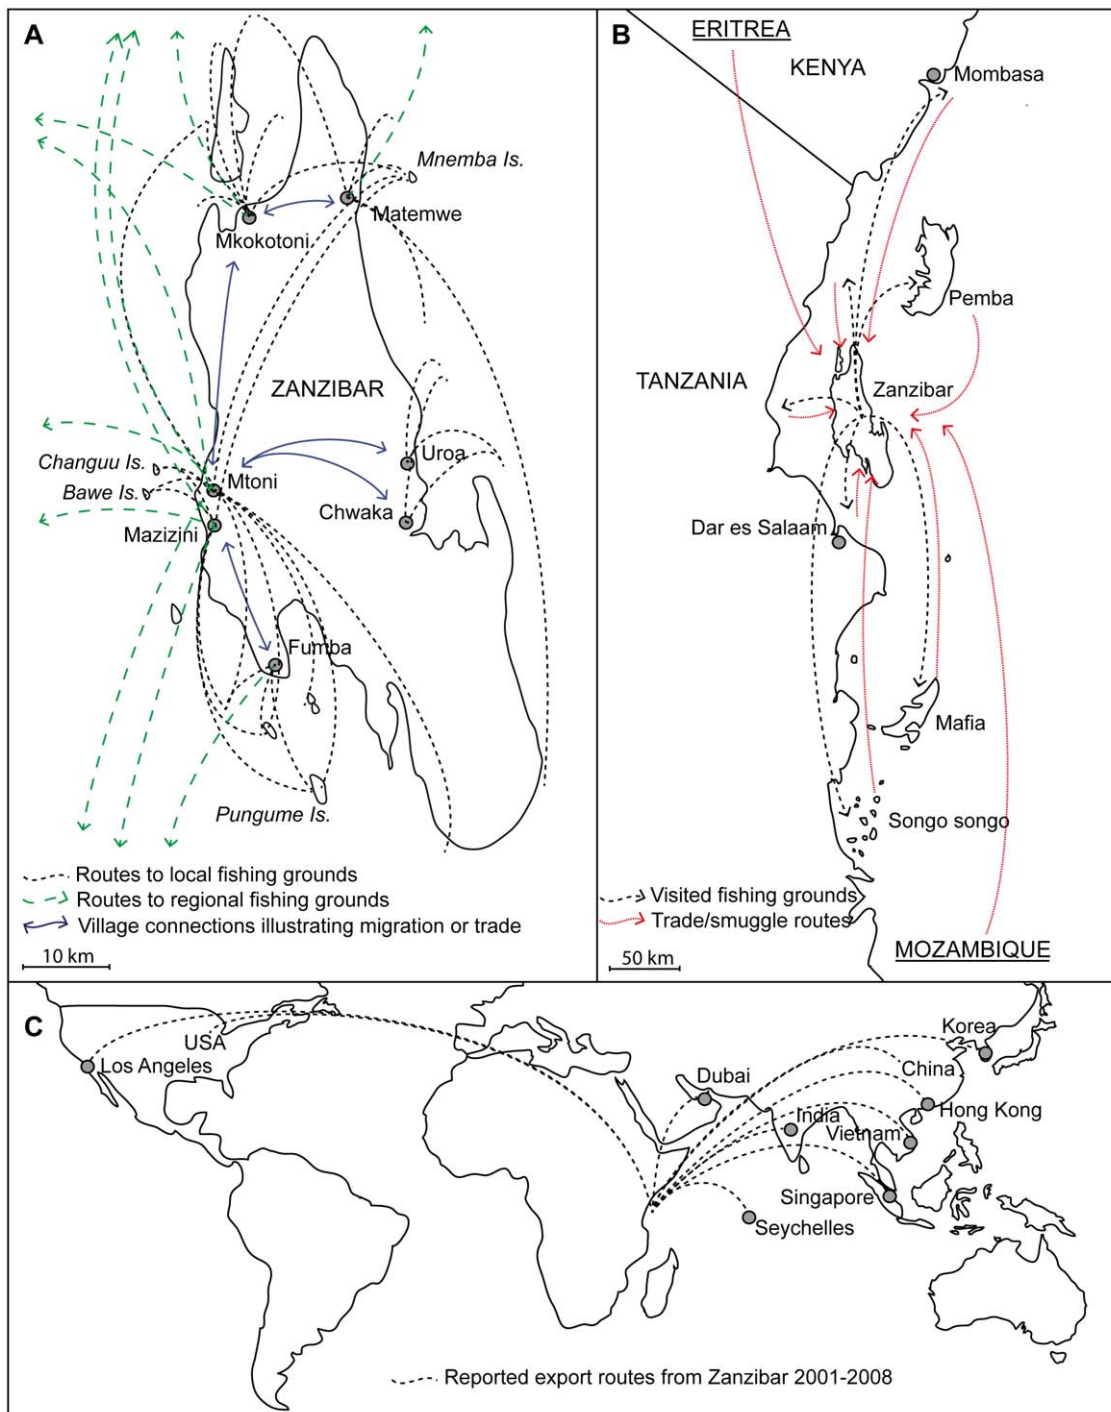 A
Mnemba Is.
Matemwe
Mkokotoni
ZANZIBAR
Changuu Is.
Bawe Is.
Mtoni
Uroa
Chwaka
Mazizini
Fumba
Pungume Is.
Routes to local fishing grounds
Routes to regional fishing grounds
Village connections illustrating migration or trade
10 km
B
ERITREA
KENYA
Mombasa
Pemba
TANZANIA
Zanzibar
Dar es Salaam
Mafia
Songo songo
Visited fishing grounds
Trade/smuggle routes
MOZAMBIQUE
50 km
C
USA
Los Angeles
Korea
China
Dubai
Hong Kong
India
Vietnam
Singapore
Seychelles
Reported export routes from Zanzibar 2001-2008